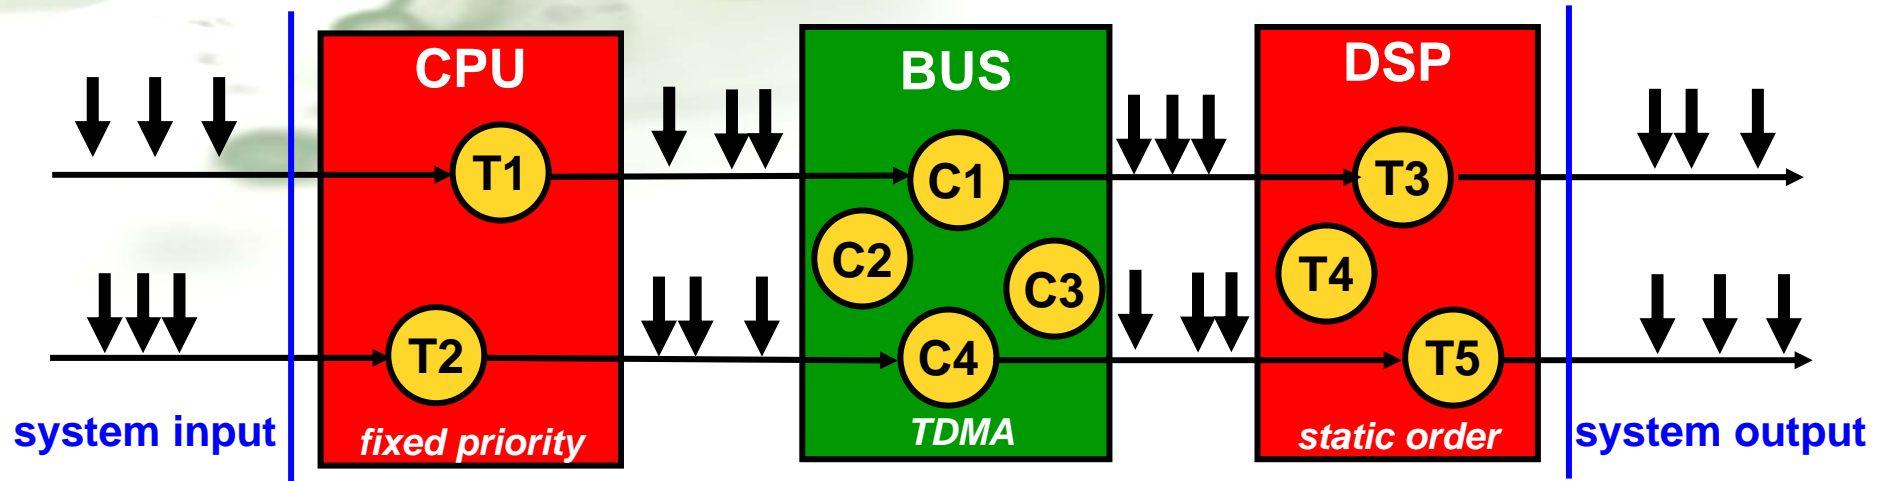 CPU
BUS
DSP
T1
C1
T3
C2
C3
T4
T2
C4
T5
system input
fixed priority
TDMA
static order
system output